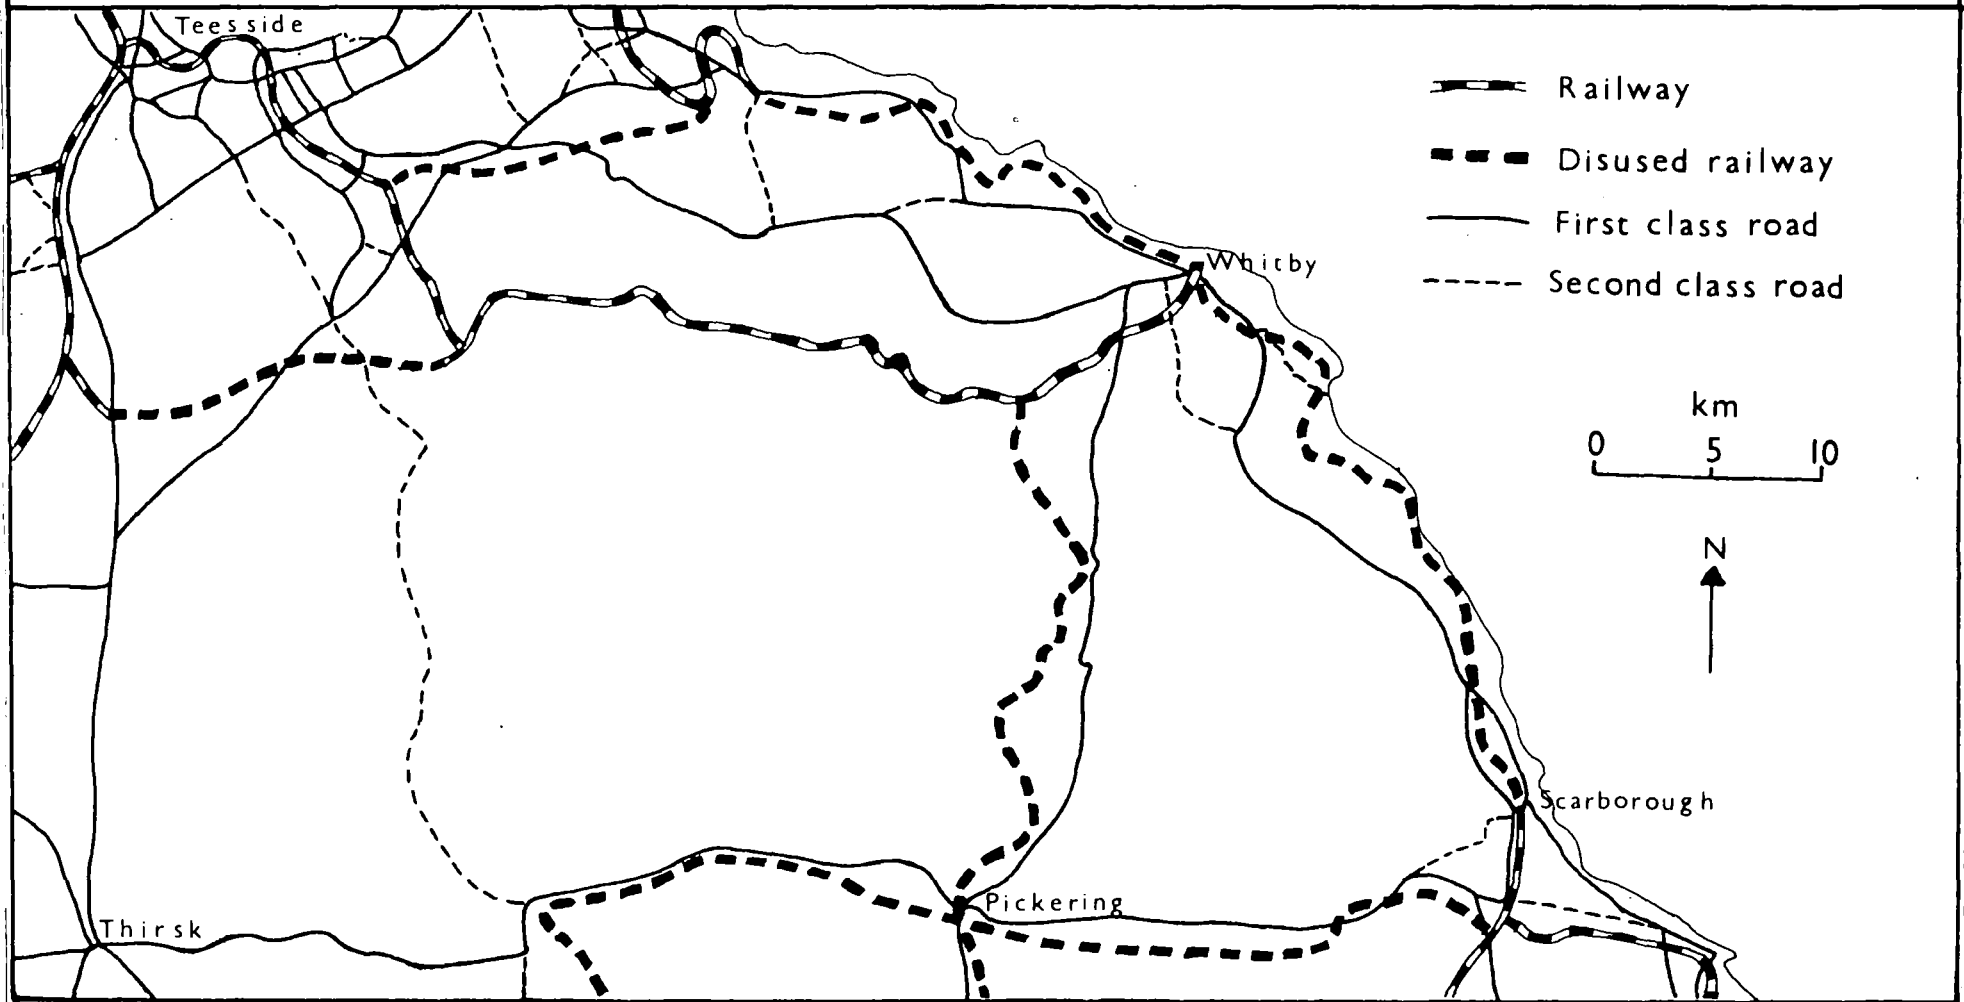 Teesside
Railway
Disused railway
First class road
Whitby
Second class road
km
0 5 10
N
Scarborough
Pickering
Thirsk